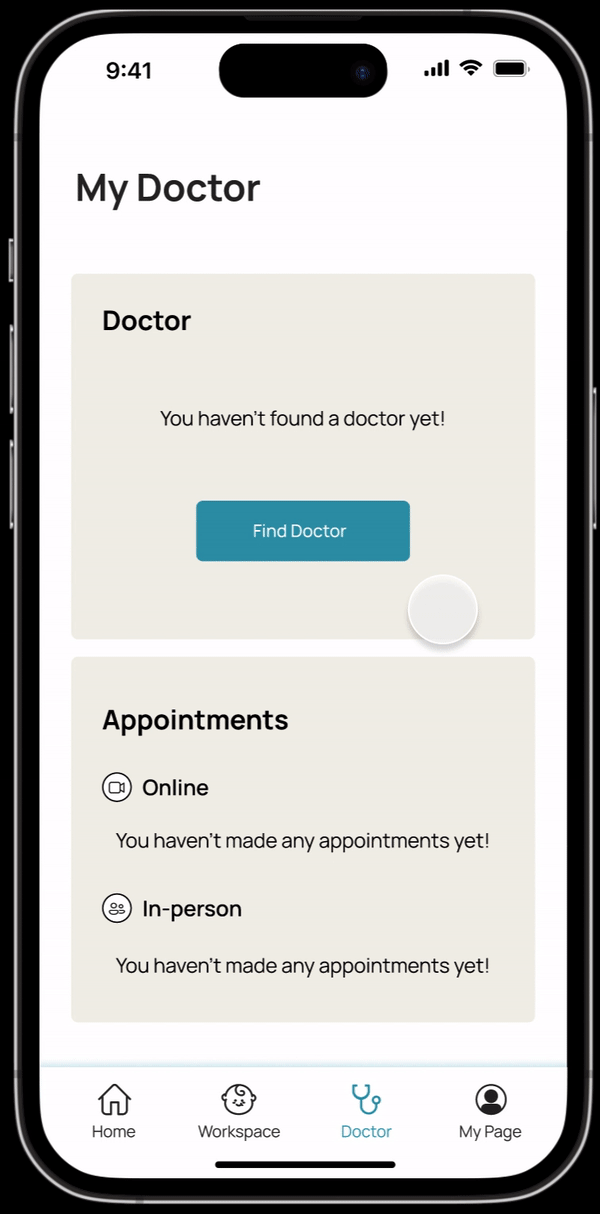 9:41
My Doctor
Doctor
You haven't found a doctor yet!
Find Doctor
Appointments
Online
You haven't made any appointments yet!
In-person
You haven't made any appointments yet!
Home
Workspace
Doctor
My Page